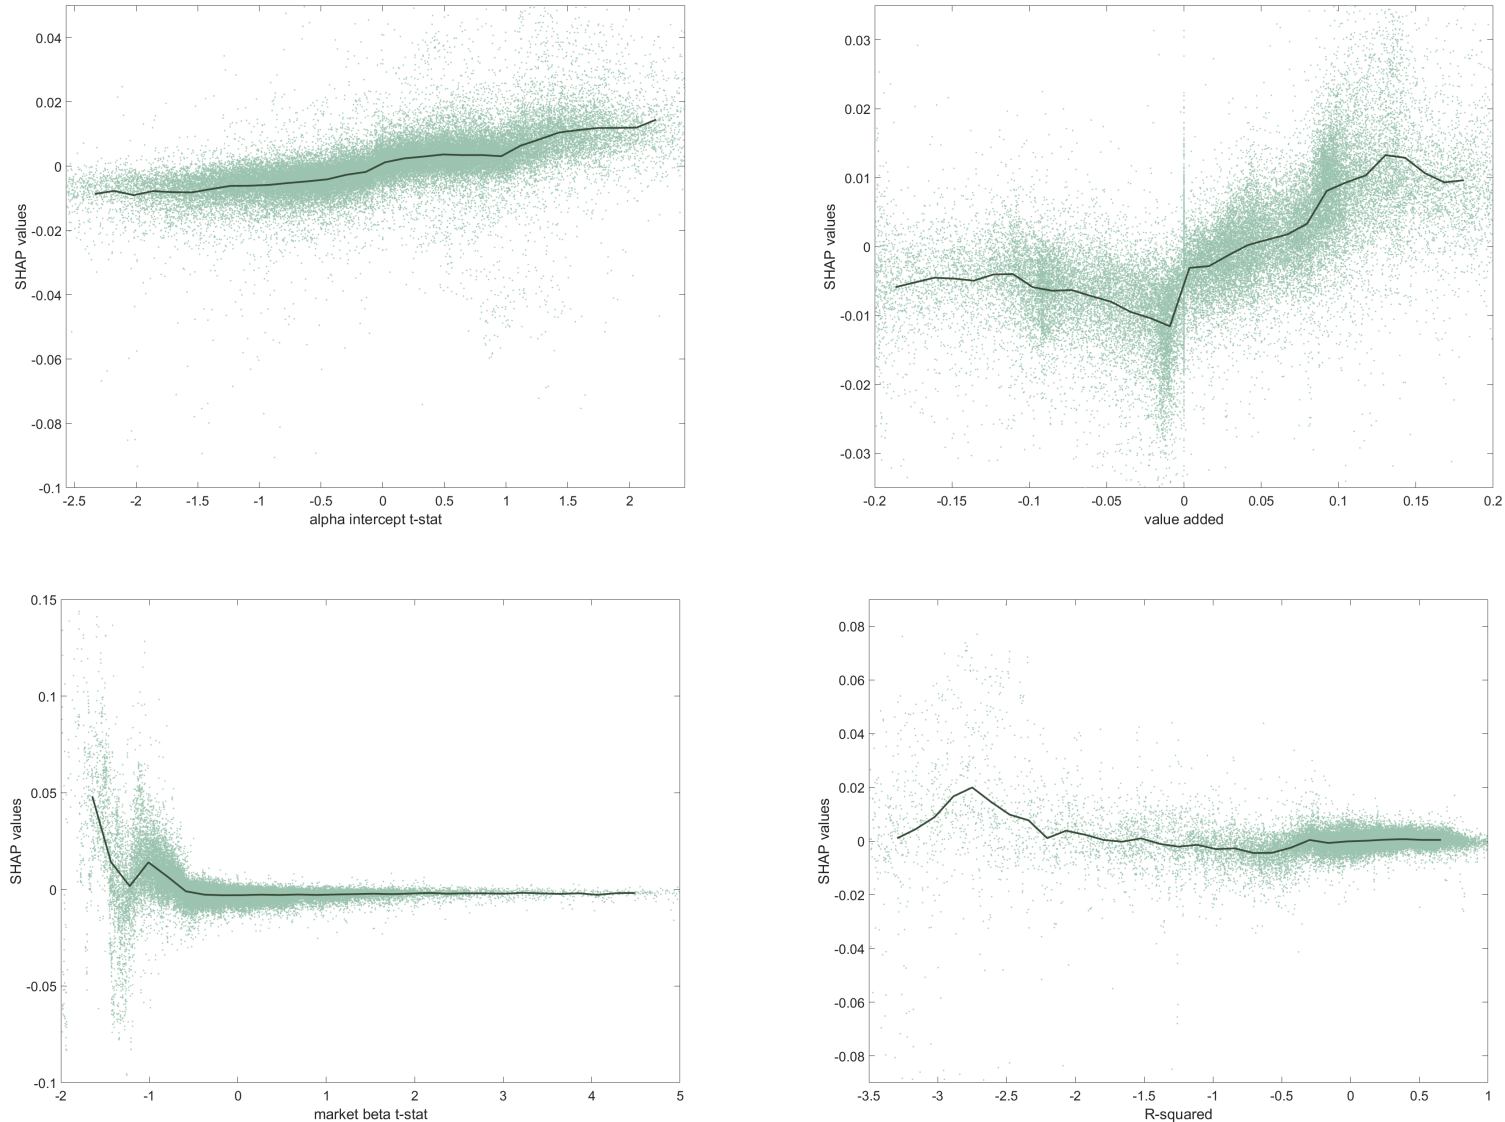 0.04
0.02
0
-0.02
-0.04
-0.06
-0.08
-0.1
SHAP values
-2.5 -2 -1.5 -1 -0.5 0 0.5 1 1.5 2
alpha intercept t-stat
0.03
0.02
0.01
0
-0.01
-0.02
-0.03
SHAP values
-0.2 -0.15 -0.1 -0.05 0 0.05 0.1 0.15 0.2
value added
0.15
0.1
0.05
0
-0.05
-0.1
SHAP values
-2 -1 0 1 2 3 4 5
market beta t-stat
0.08
0.06
0.04
0.02
0
-0.02
-0.04
-0.06
-0.08
SHAP values
-3.5 -3 -2.5 -2 -1.5 -1 -0.5 0 0.5 1
R-squared